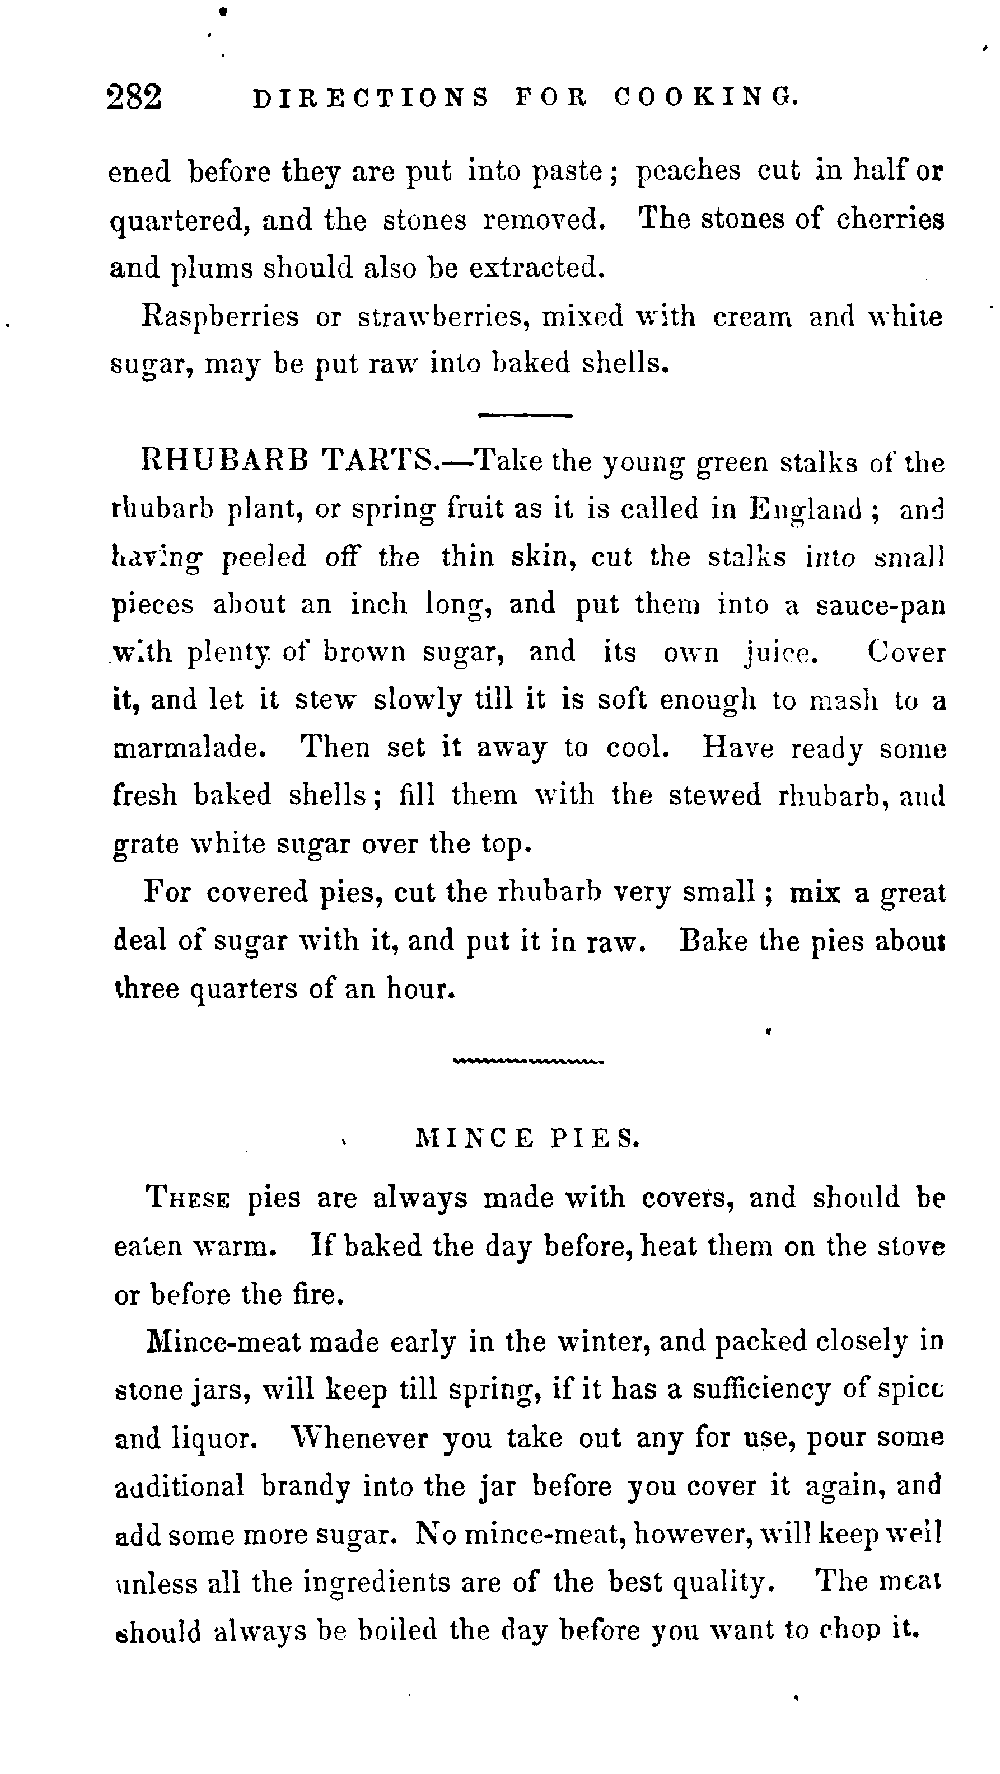 282 DIRECTIONS FOR COOKING.
ened before they are put into paste; peaches cut in half or
quartered, and the stones removed. The stones of cherries
and plums should also be extracted.
Raspberries or strawberries, mixed with cream and white
sugar, may be put raw into baked shells.
RHUBARB TARTS.—Take the young green stalks of the
rhubarb plant, or spring fruit as it is called in England; and
having peeled off the thin skin, cut the stalks into small
pieces about an inch long, and put them into a sauce-pan
with plenty of brown sugar, and its own juice. Cover
it, and let it stew slowly till it is soft enough to mash to a
marmalade. Then set it away to cool. Have ready some
fresh baked shells; fill them with the stewed rhubarb, and
grate white sugar over the top.
For covered pies, cut the rhubarb very small; mix a great
deal of sugar with it, and put it in raw. Bake the pies about
three quarters of an hour.
MINCE PIES.
THESE pies are always made with covers, and should be
eaten warm. If baked the day before, heat them on the stove
or before the fire.
Mince-meat made early in the winter, and packed closely in
stone jars, will keep till spring, if it has a sufficiency of spice
and liquor. Whenever you take out any for use, pour some
additional brandy into the jar before you cover it again, and
add some more sugar. No mince-meat, however, will keep well
unless all the ingredients are of the best quality. The meat
should always be boiled the day before you want to chop it.